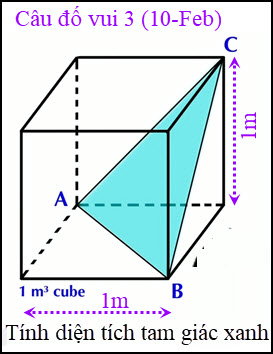 Câu đố vui 3 (10-Feb)
C
1m
A
1 m³ cube
1m
B
Tính diện tích tam giác xanh